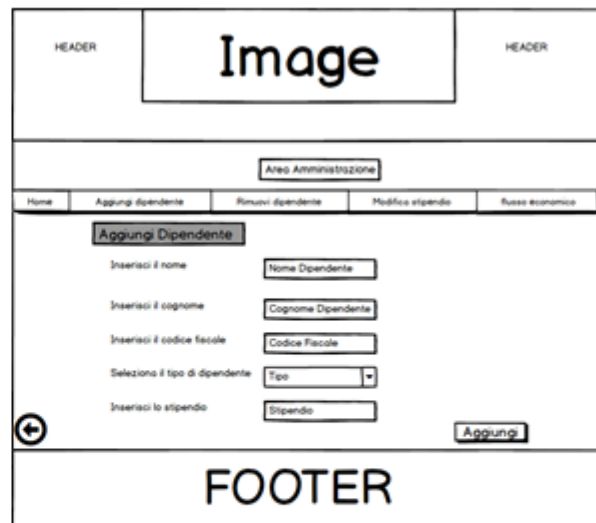 HEADER
Image
HEADER
Area Amministrazione
Home
Aggiungi dipendente
Rimuovi dipendente
Modifica stipendio
flusso economico
Aggiungi Dipendente
Inserisci il nome
Nome Dipendente
Inserisci il cognome
Cognome Dipendente
Inserisci il codice fiscale
Codice Fiscale
Seleziona il tipo di dipendente
Tipo
Inserisci lo stipendio
Stipendio
Aggiungi
FOOTER